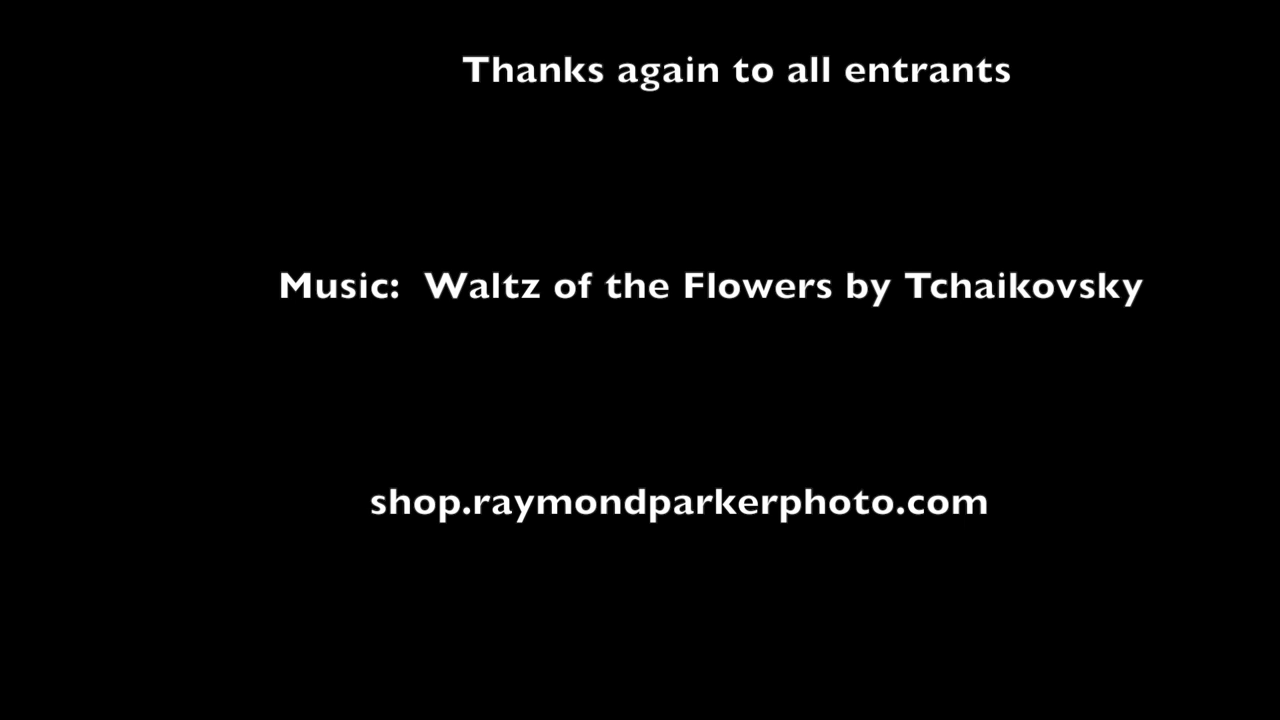 Thanks again to all entrants
Music:  Waltz of the Flowers by Tchaikovsky
shop.raymondparkerphoto.com